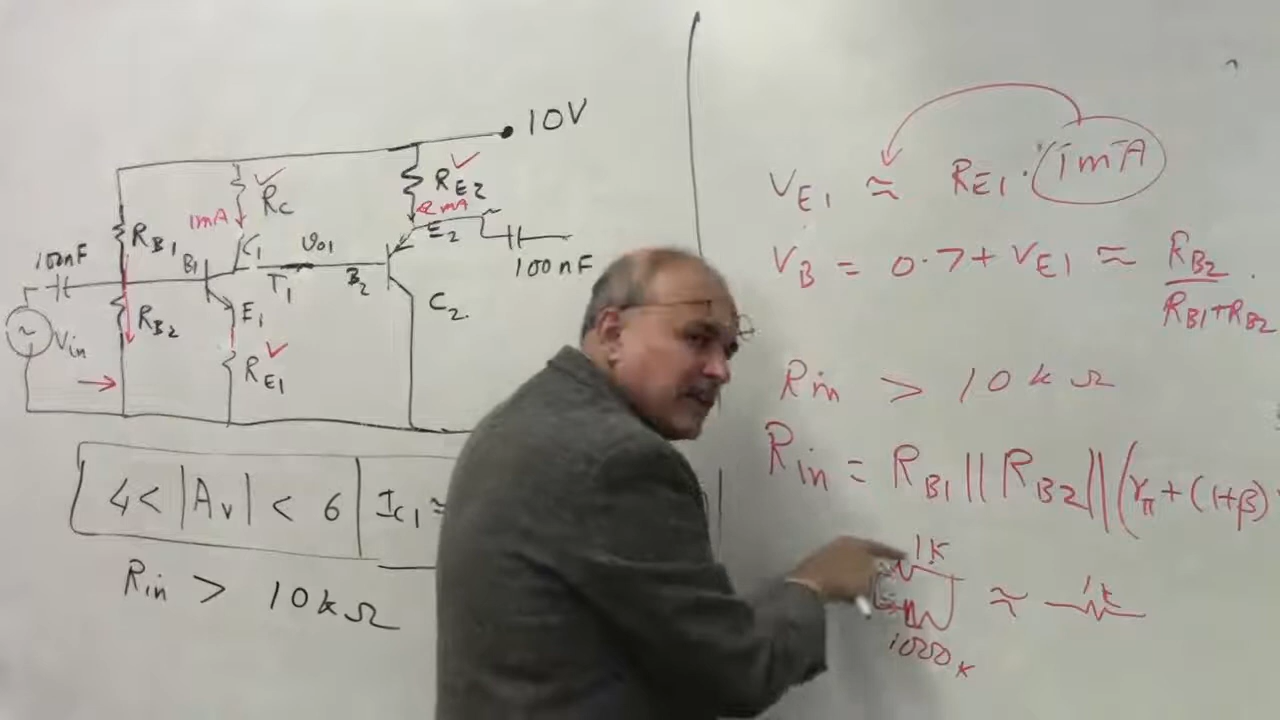 10V
R_C
R_E2
1mA
2mA
R_B1
B_1
C_1
V_o1
B_2
E_2
100nF
100nF
T_1
E_1
C_2
R_B2
V_in
R_E1
4 < |A_v| < 6 | I_C1 ≈
R_in > 10kΩ
V_E1 ≈ R_E1 · 1mA
V_B = 0.7 + V_E1 ≈ R_B2 / (R_B1 + R_B2) ·
R_in > 10kΩ
R_in = R_B1 || R_B2 || (r_π + (1+β)
1K
≈ 1K
1000K